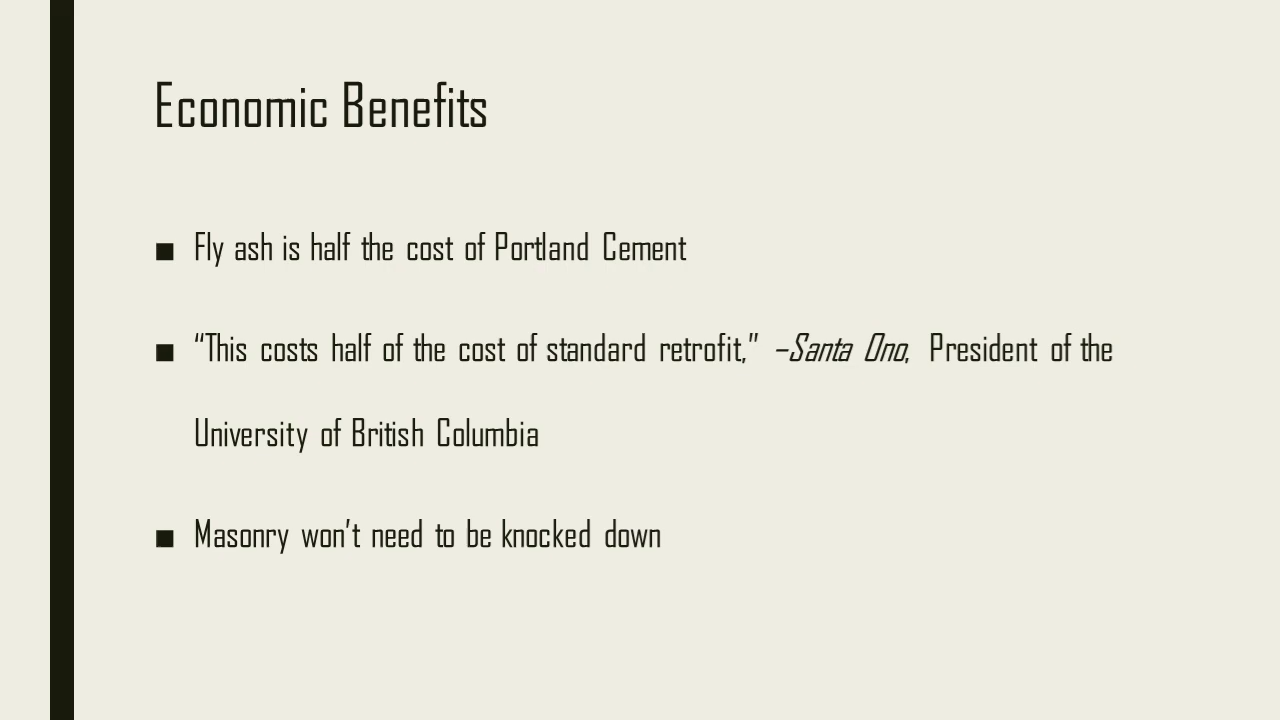 Economic Benefits
■ Fly ash is half the cost of Portland Cement
■ “This costs half of the cost of standard retrofit,” –Santa Ono, President of the
University of British Columbia
■ Masonry won’t need to be knocked down